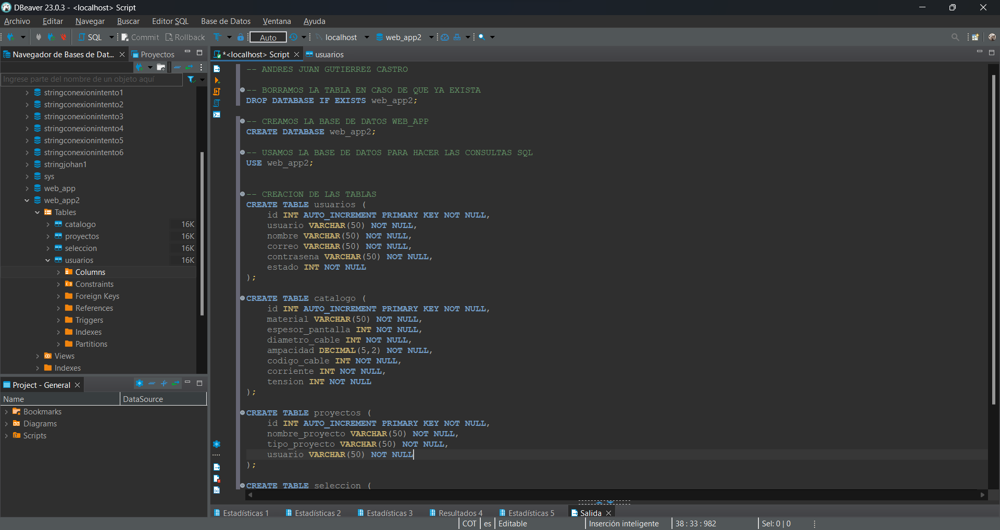 DBeaver 23.0.3 - <localhost> Script
Archivo Editar Navegar Buscar Editor SQL Base de Datos Ventana Ayuda
SQL Commit Rollback Auto localhost web_app2
Navegador de Bases de Dat... Proyectos
*<localhost> Script usuarios
Ingrese parte del nombre de un objeto aquí
stringconexionintento1
stringconexionintento2
stringconexionintento3
stringconexionintento4
stringconexionintento5
stringconexionintento6
stringjohan1
sys
web_app
web_app2
Tables
catalogo 16K
proyectos 16K
seleccion 16K
usuarios 16K
Columns
Constraints
Foreign Keys
References
Triggers
Indexes
Partitions
Views
Indexes
Project - General
Name DataSource
Bookmarks
Diagrams
Scripts
-- ANDRES JUAN GUTIERREZ CASTRO
-- BORRAMOS LA TABLA EN CASO DE QUE YA EXISTA
DROP DATABASE IF EXISTS web_app2;
-- CREAMOS LA BASE DE DATOS WEB_APP
CREATE DATABASE web_app2;
-- USAMOS LA BASE DE DATOS PARA HACER LAS CONSULTAS SQL
USE web_app2;
-- CREACION DE LAS TABLAS
CREATE TABLE usuarios (
id INT AUTO_INCREMENT PRIMARY KEY NOT NULL,
usuario VARCHAR(50) NOT NULL,
nombre VARCHAR(50) NOT NULL,
correo VARCHAR(50) NOT NULL,
contrasena VARCHAR(50) NOT NULL,
estado INT NOT NULL
);
CREATE TABLE catalogo (
id INT AUTO_INCREMENT PRIMARY KEY NOT NULL,
material VARCHAR(50) NOT NULL,
espesor_pantalla INT NOT NULL,
diametro_cable INT NOT NULL,
ampacidad DECIMAL(5,2) NOT NULL,
codigo_cable INT NOT NULL,
corriente INT NOT NULL,
tension INT NOT NULL
);
CREATE TABLE proyectos (
id INT AUTO_INCREMENT PRIMARY KEY NOT NULL,
nombre_proyecto VARCHAR(50) NOT NULL,
tipo_proyecto VARCHAR(50) NOT NULL,
usuario VARCHAR(50) NOT NULL
);
CREATE TABLE seleccion (
Estadísticas 1 Estadísticas 2 Estadísticas 3 Resultados 4 Estadísticas 5 Salida
COT es Editable Inserción inteligente 38 : 33 : 982 Sel: 0 | 0